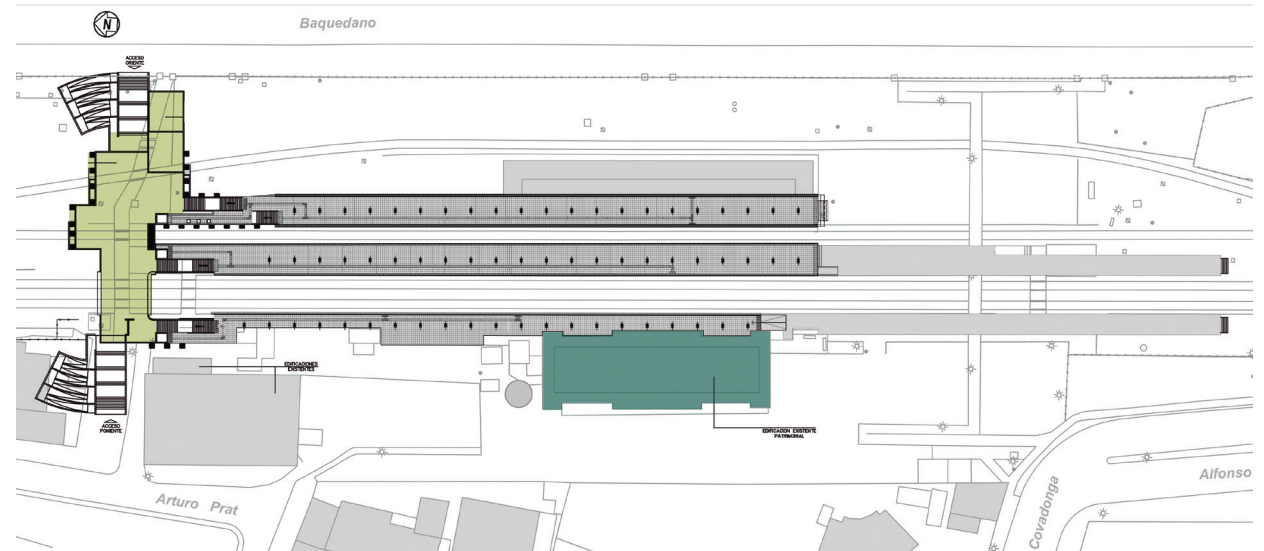 N
Baquedano
ACCESO
ORIENTE
EDIFICACIONES
EXISTENTES
EDIFICACION EXISTENTE
PATRIMONIAL
ACCESO
PONIENTE
Arturo Prat
Covadonga
Alfonso